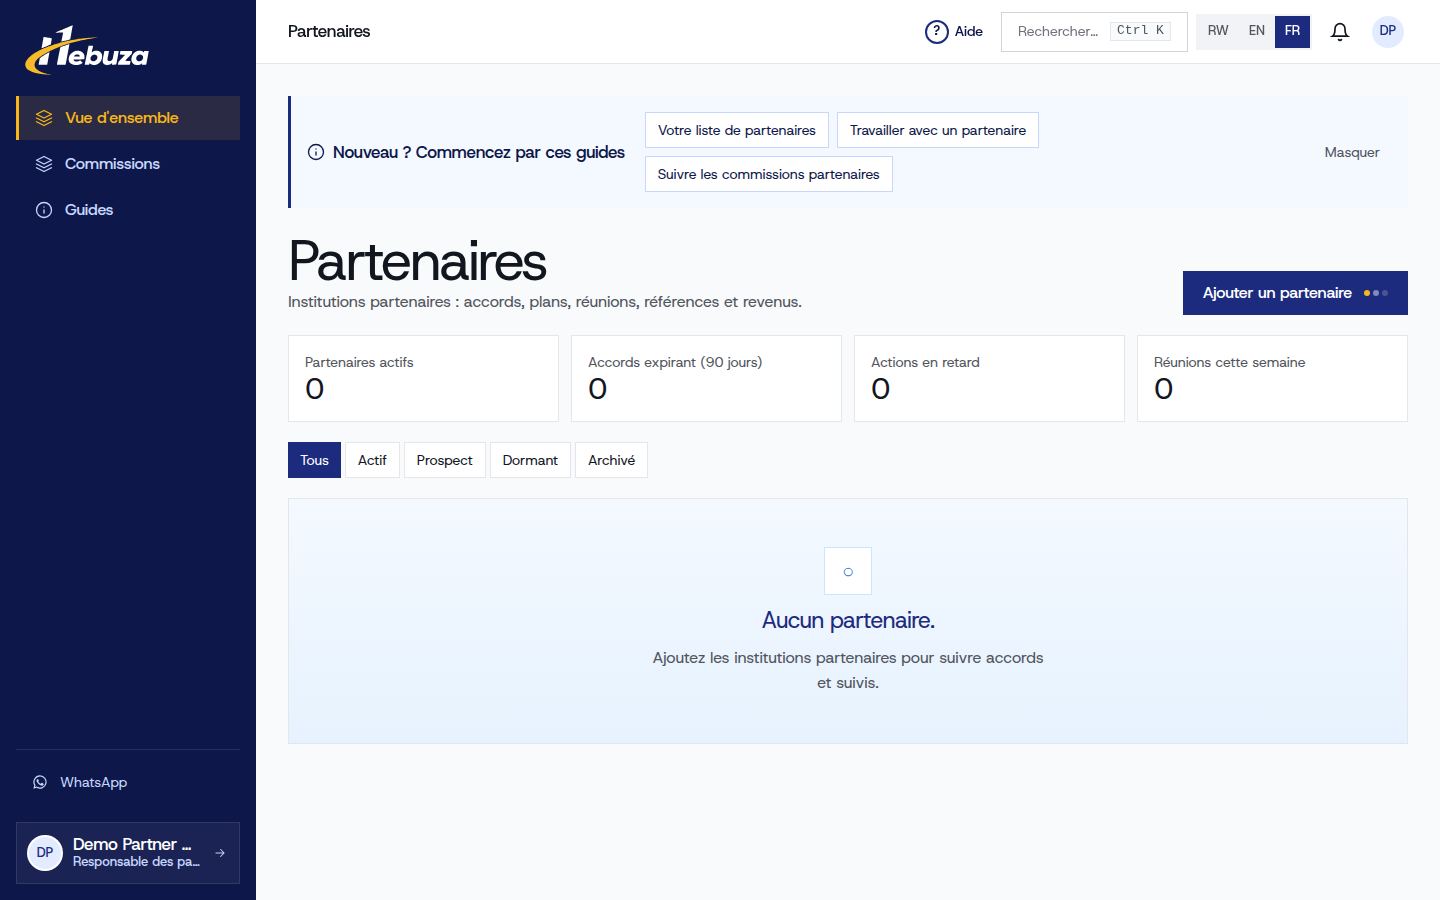 Hebuza
Vue d'ensemble
Commissions
Guides
WhatsApp
DP
Demo Partner ...
Responsable des pa...
Partenaires
? Aide
Rechercher... Ctrl K
RW EN FR
DP
Nouveau ? Commencez par ces guides
Votre liste de partenaires
Travailler avec un partenaire
Suivre les commissions partenaires
Masquer
Partenaires
Institutions partenaires : accords, plans, réunions, références et revenus.
Ajouter un partenaire
Partenaires actifs
0
Accords expirant (90 jours)
0
Actions en retard
0
Réunions cette semaine
0
Tous
Actif
Prospect
Dormant
Archivé
Aucun partenaire.
Ajoutez les institutions partenaires pour suivre accords
et suivis.